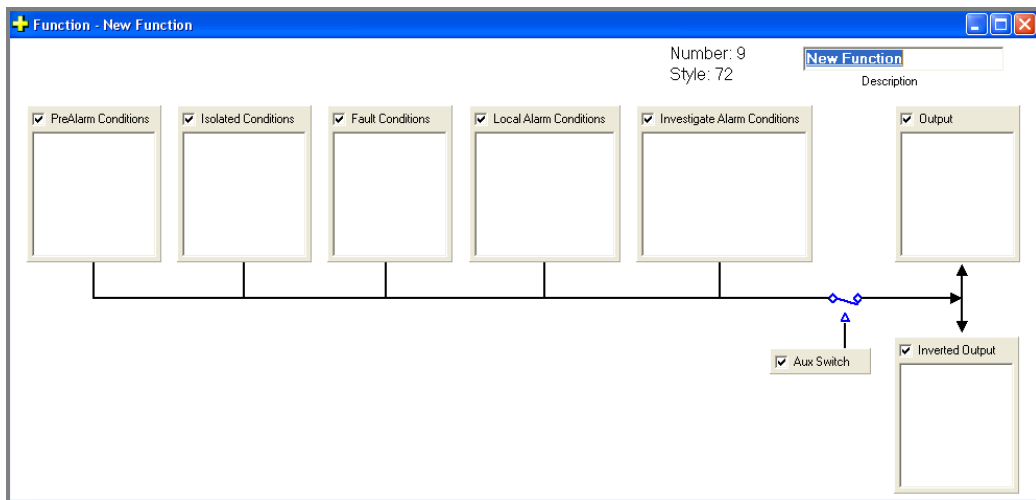 Function - New Function
Number: 9
Style: 72
New Function
Description
PreAlarm Conditions
Isolated Conditions
Fault Conditions
Local Alarm Conditions
Investigate Alarm Conditions
Output
Aux Switch
Inverted Output